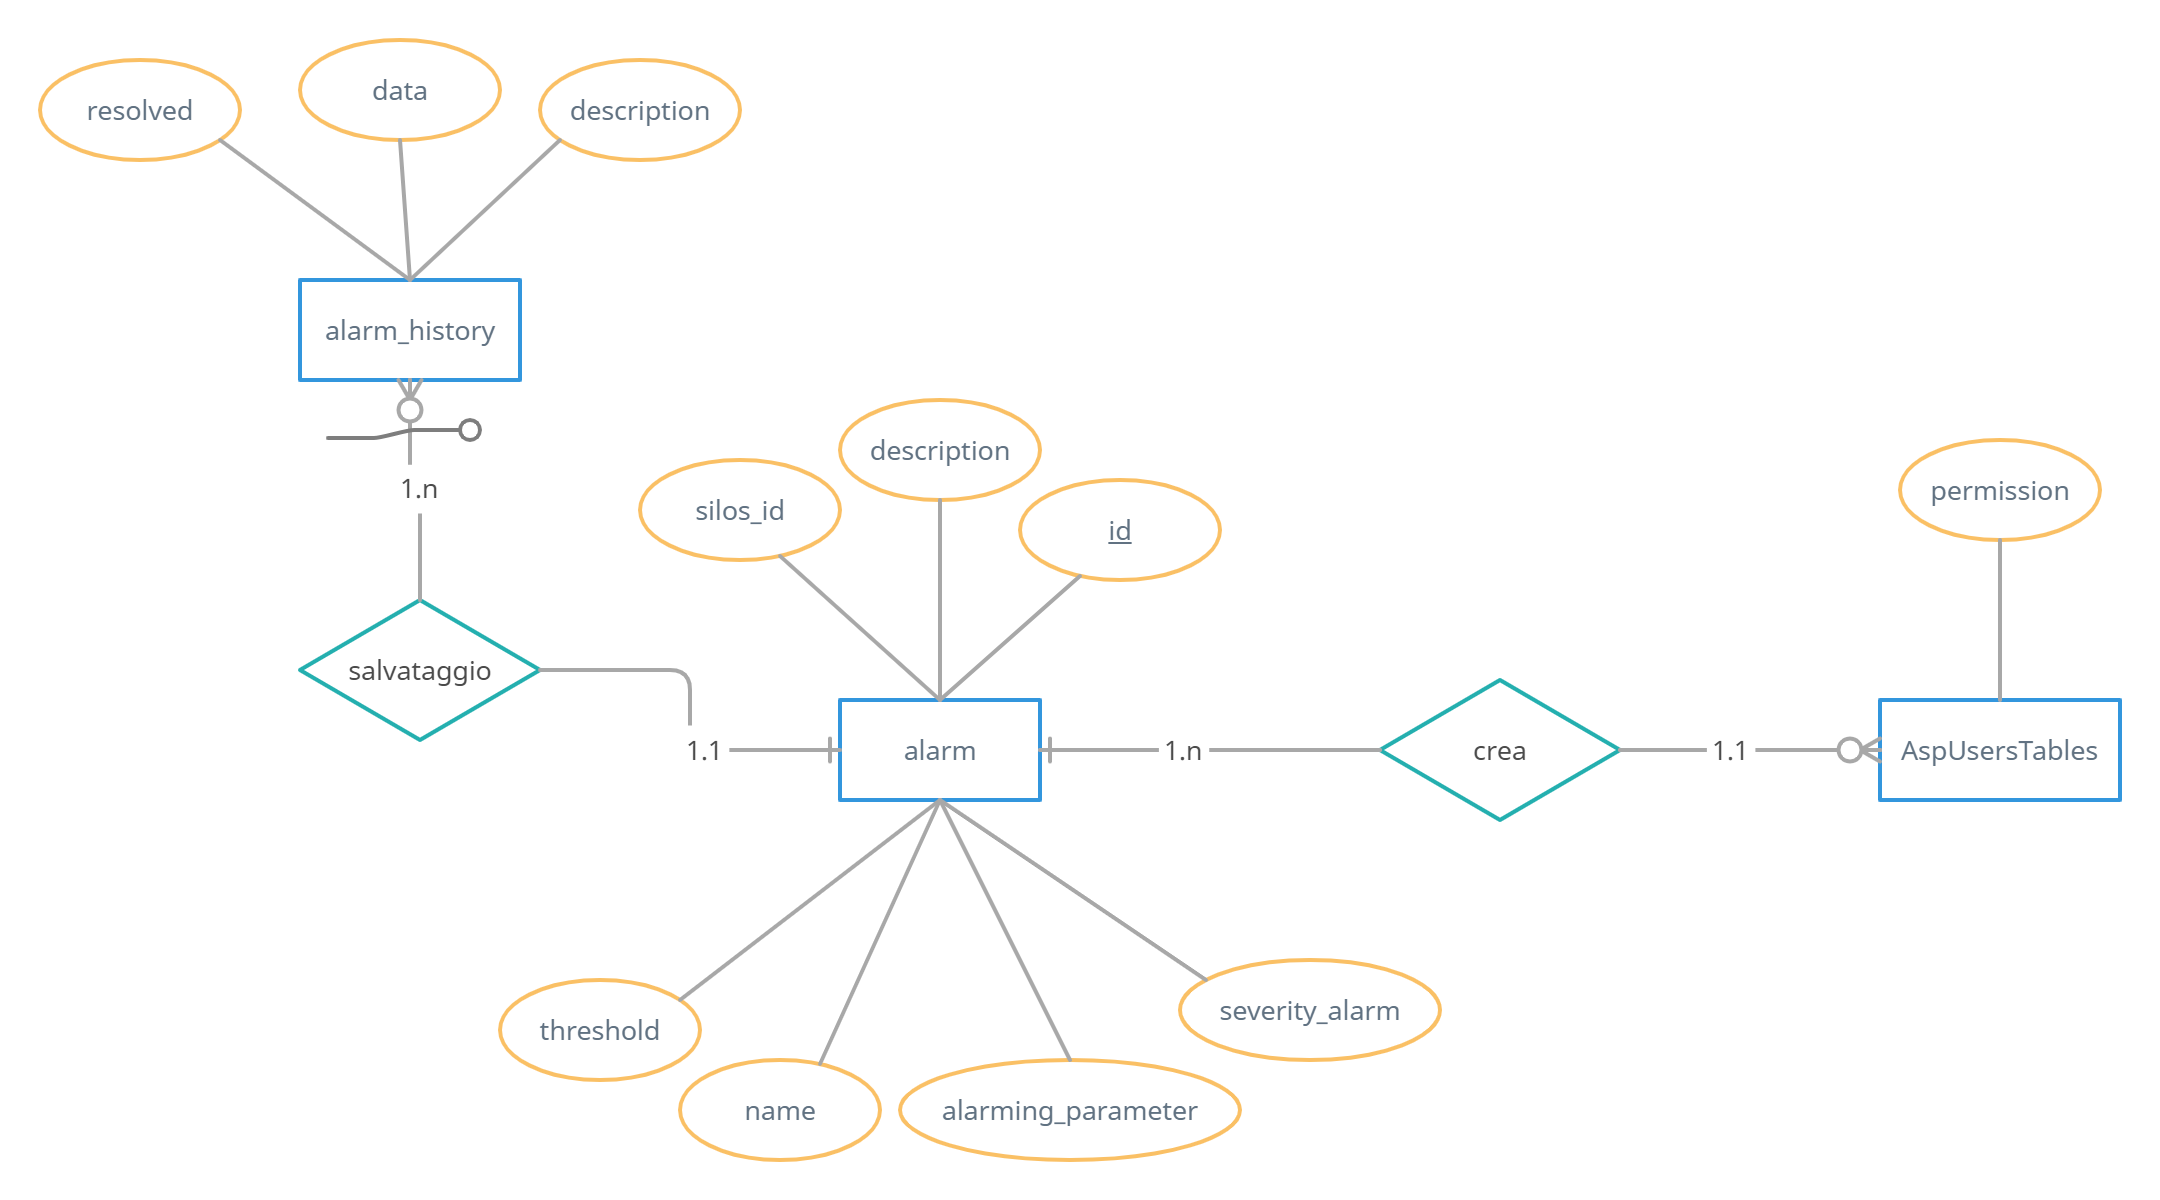 resolved
data
description
alarm_history
1.n
salvataggio
1.1
silos_id
description
id
alarm
1.n
crea
1.1
permission
AspUsersTables
threshold
name
alarming_parameter
severity_alarm